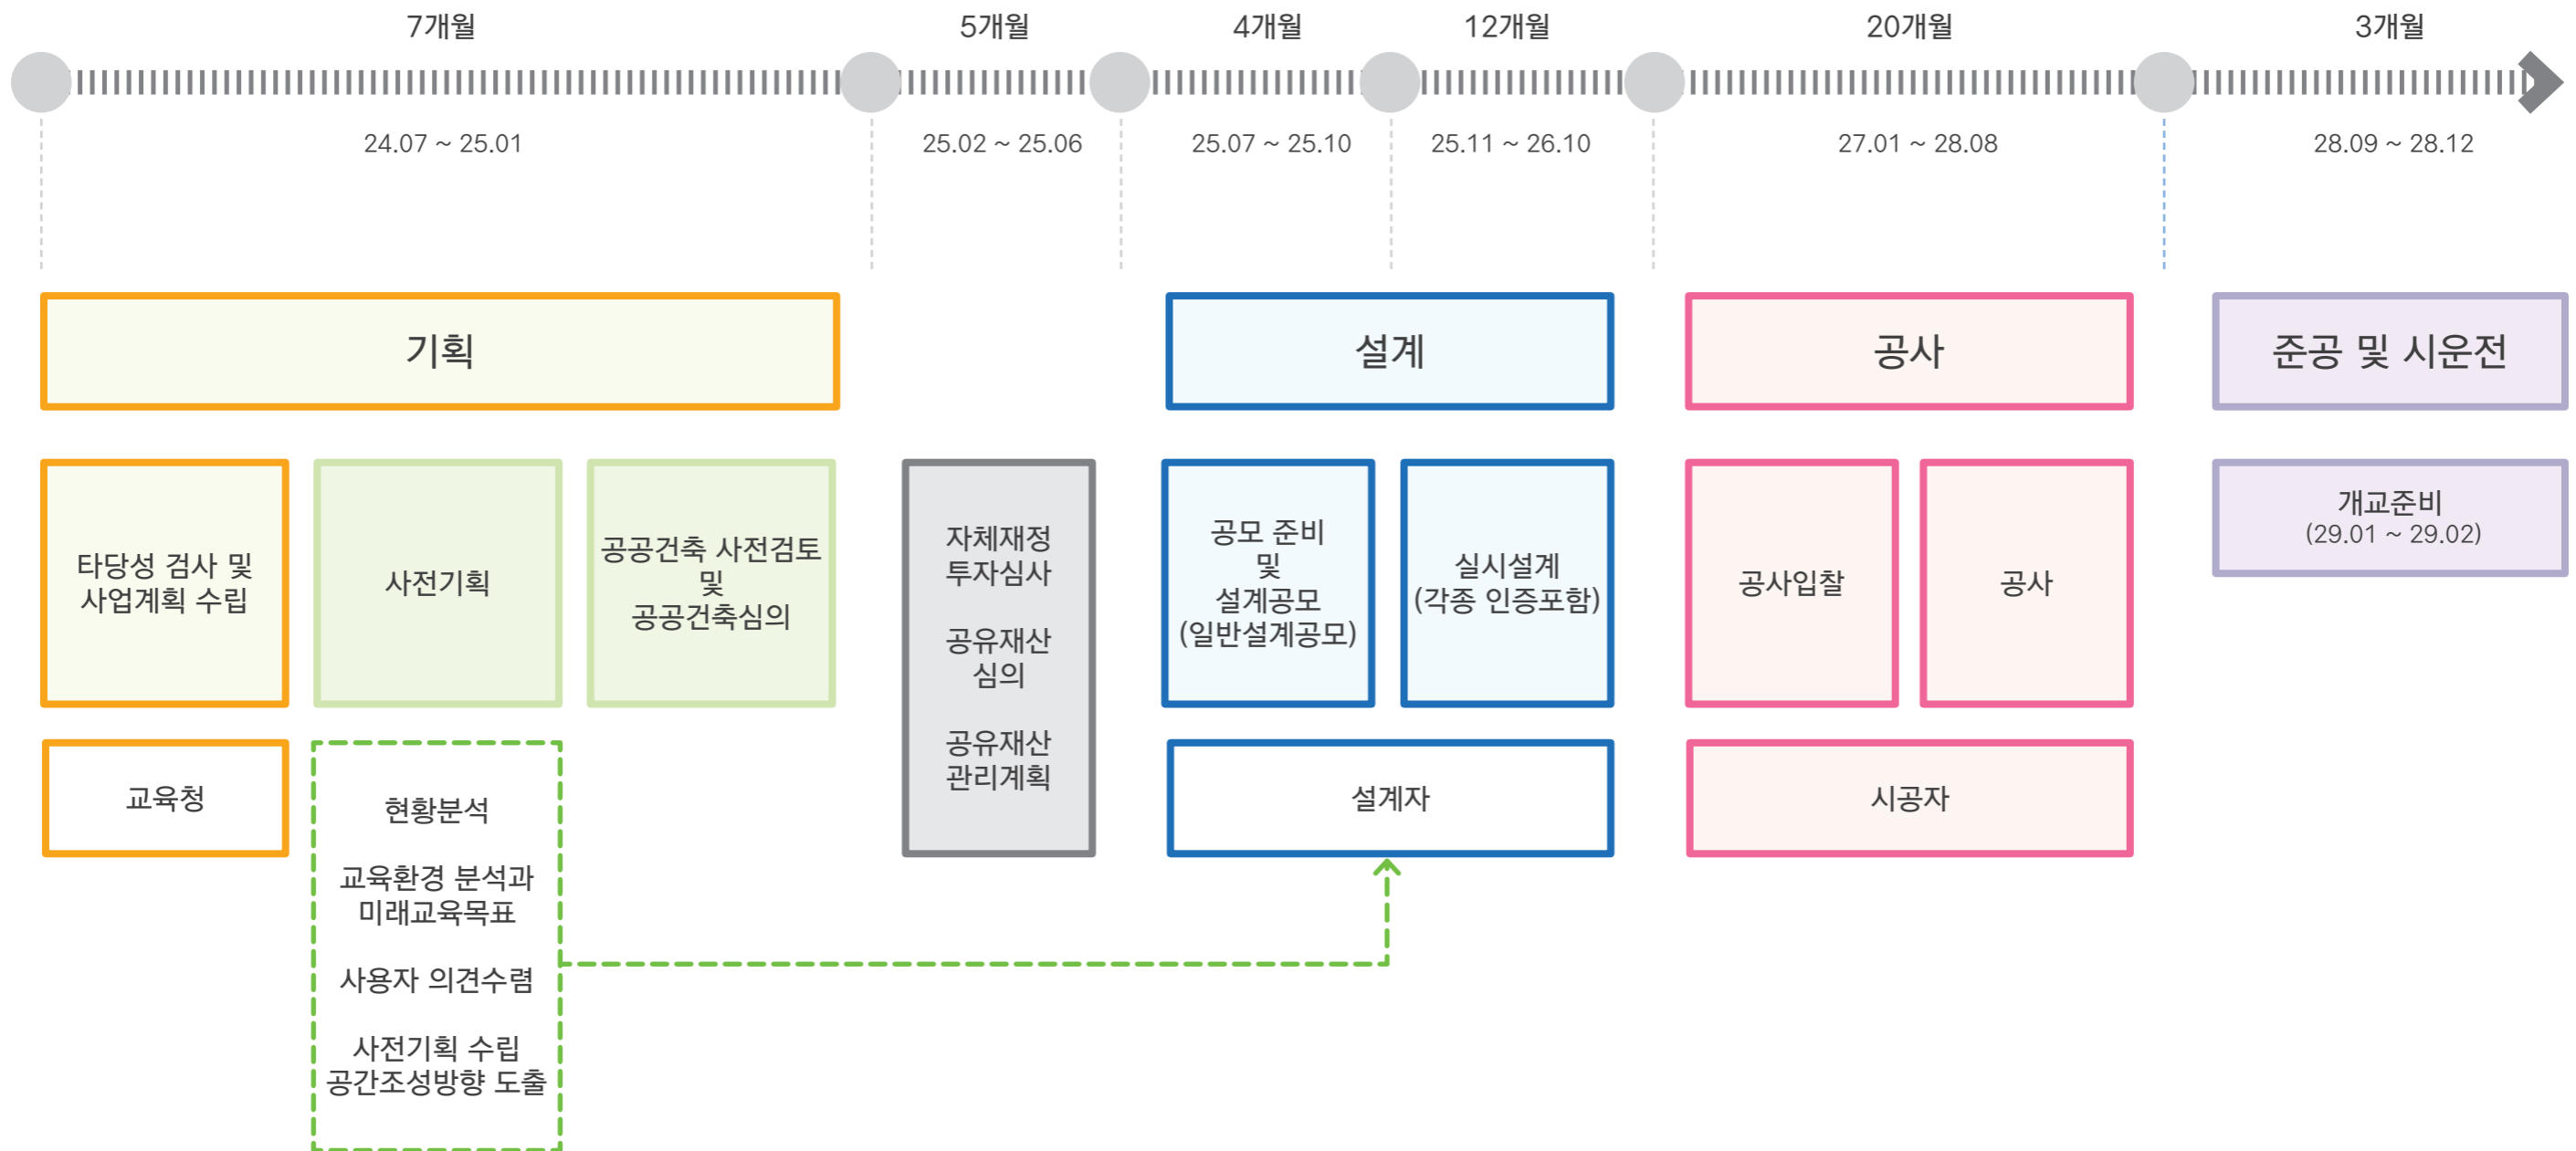 7개월
5개월
4개월
12개월
20개월
3개월
24.07 ~ 25.01
25.02 ~ 25.06
25.07 ~ 25.10
25.11 ~ 26.10
27.01 ~ 28.08
28.09 ~ 28.12
기획
설계
공사
준공 및 시운전
타당성 검사 및
사업계획 수립
사전기획
공공건축 사전검토
및
공공건축심의
자체재정
투자심사
공유재산
심의
공유재산
관리계획
공모 준비
및
설계공모
(일반설계공모)
실시설계
(각종 인증포함)
공사입찰
공사
개교준비
(29.01 ~ 29.02)
교육청
현황분석
교육환경 분석과
미래교육목표
사용자 의견수렴
사전기획 수립
공간조성방향 도출
설계자
시공자